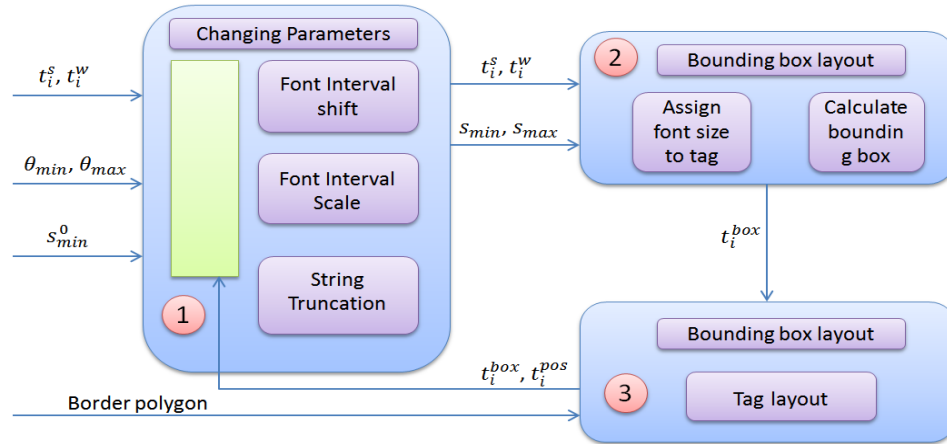 Changing Parameters
t_i^s, t_i^w
Font Interval
shift
θ_min, θ_max
Font Interval
Scale
s_min^0
String
Truncation
1
t_i^s, t_i^w
s_min, s_max
2
Bounding box layout
Assign
font size
to tag
Calculate
boundin
g box
t_i^box
Bounding box layout
3
Tag layout
t_i^box, t_i^pos
Border polygon